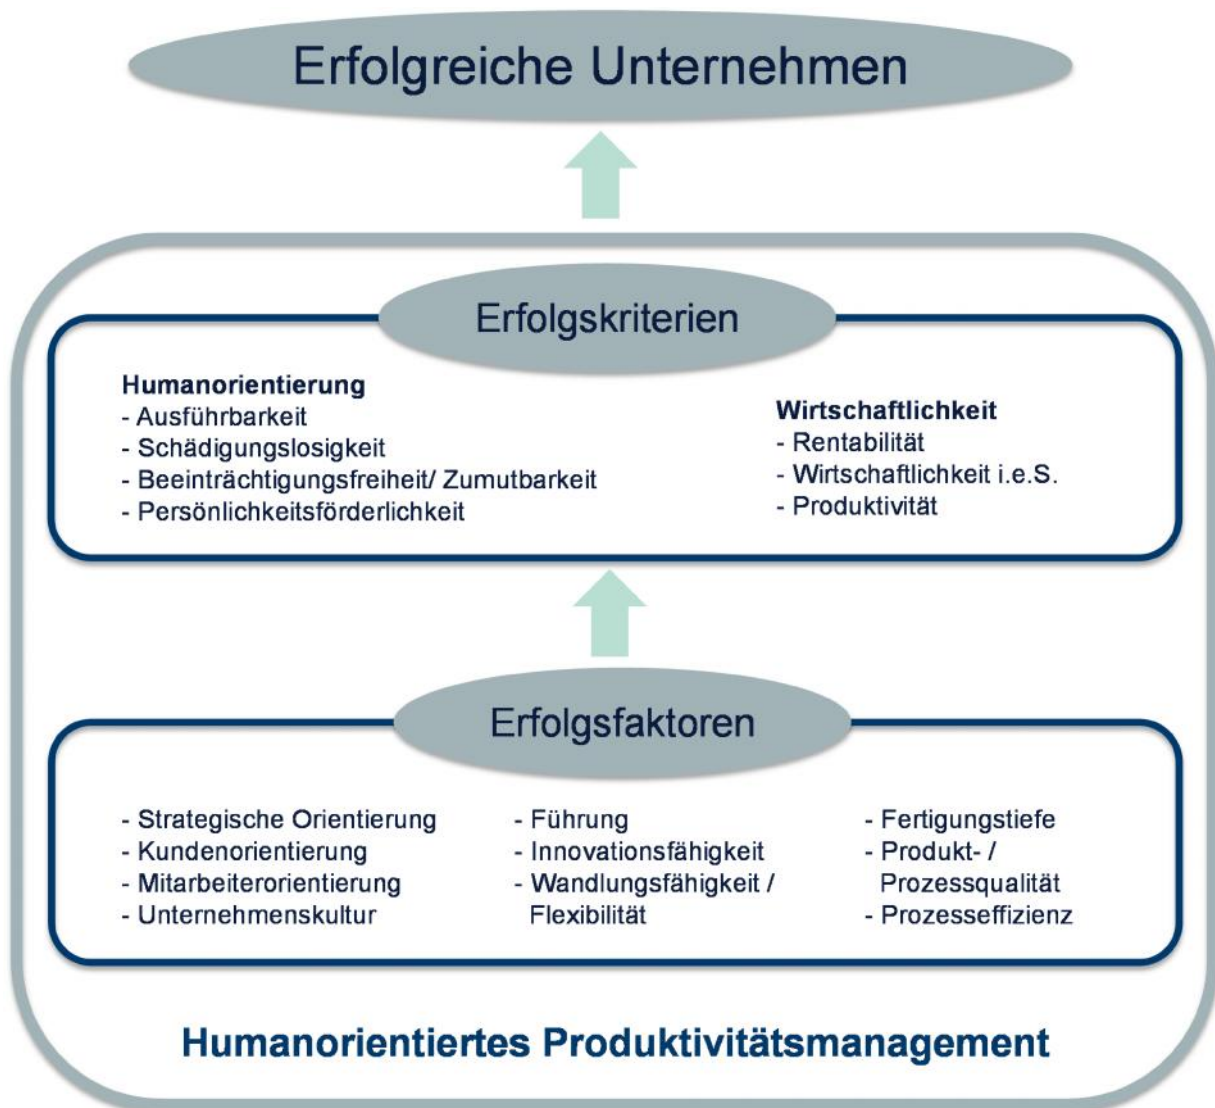 Erfolgreiche Unternehmen
Erfolgskriterien
Humanorientierung
- Ausführbarkeit
- Schädigungslosigkeit
- Beeinträchtigungsfreiheit/ Zumutbarkeit
- Persönlichkeitsförderlichkeit
Wirtschaftlichkeit
- Rentabilität
- Wirtschaftlichkeit i.e.S.
- Produktivität
Erfolgsfaktoren
- Strategische Orientierung
- Kundenorientierung
- Mitarbeiterorientierung
- Unternehmenskultur
- Führung
- Innovationsfähigkeit
- Wandlungsfähigkeit /
Flexibilität
- Fertigungstiefe
- Produkt- /
Prozessqualität
- Prozesseffizienz
Humanorientiertes Produktivitätsmanagement